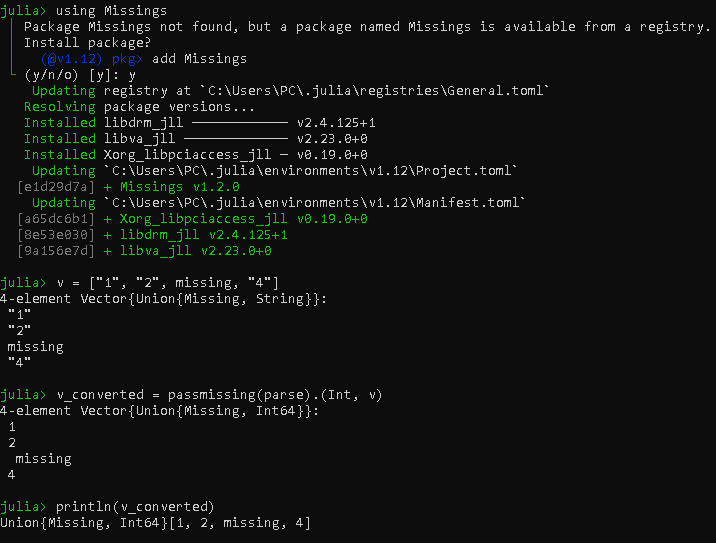 julia> using Missings
Package Missings not found, but a package named Missings is available from a registry.
Install package?
(@v1.12) pkg> add Missings
(y/n/o) [y]: y
Updating registry at `C:\Users\PC\.julia\registries\General.toml`
Resolving package versions...
Installed libdrm_jll ──────────── v2.4.125+1
Installed libva_jll ───────────── v2.23.0+0
Installed Xorg_libpciaccess_jll ─ v0.19.0+0
Updating `C:\Users\PC\.julia\environments\v1.12\Project.toml`
[e1d29d7a] + Missings v1.2.0
Updating `C:\Users\PC\.julia\environments\v1.12\Manifest.toml`
[a65dc6b1] + Xorg_libpciaccess_jll v0.19.0+0
[8e53e030] + libdrm_jll v2.4.125+1
[9a156e7d] + libva_jll v2.23.0+0
julia> v = ["1", "2", missing, "4"]
4-element Vector{Union{Missing, String}}:
"1"
"2"
missing
"4"
julia> v_converted = passmissing(parse).(Int, v)
4-element Vector{Union{Missing, Int64}}:
1
2
missing
4
julia> println(v_converted)
Union{Missing, Int64}[1, 2, missing, 4]